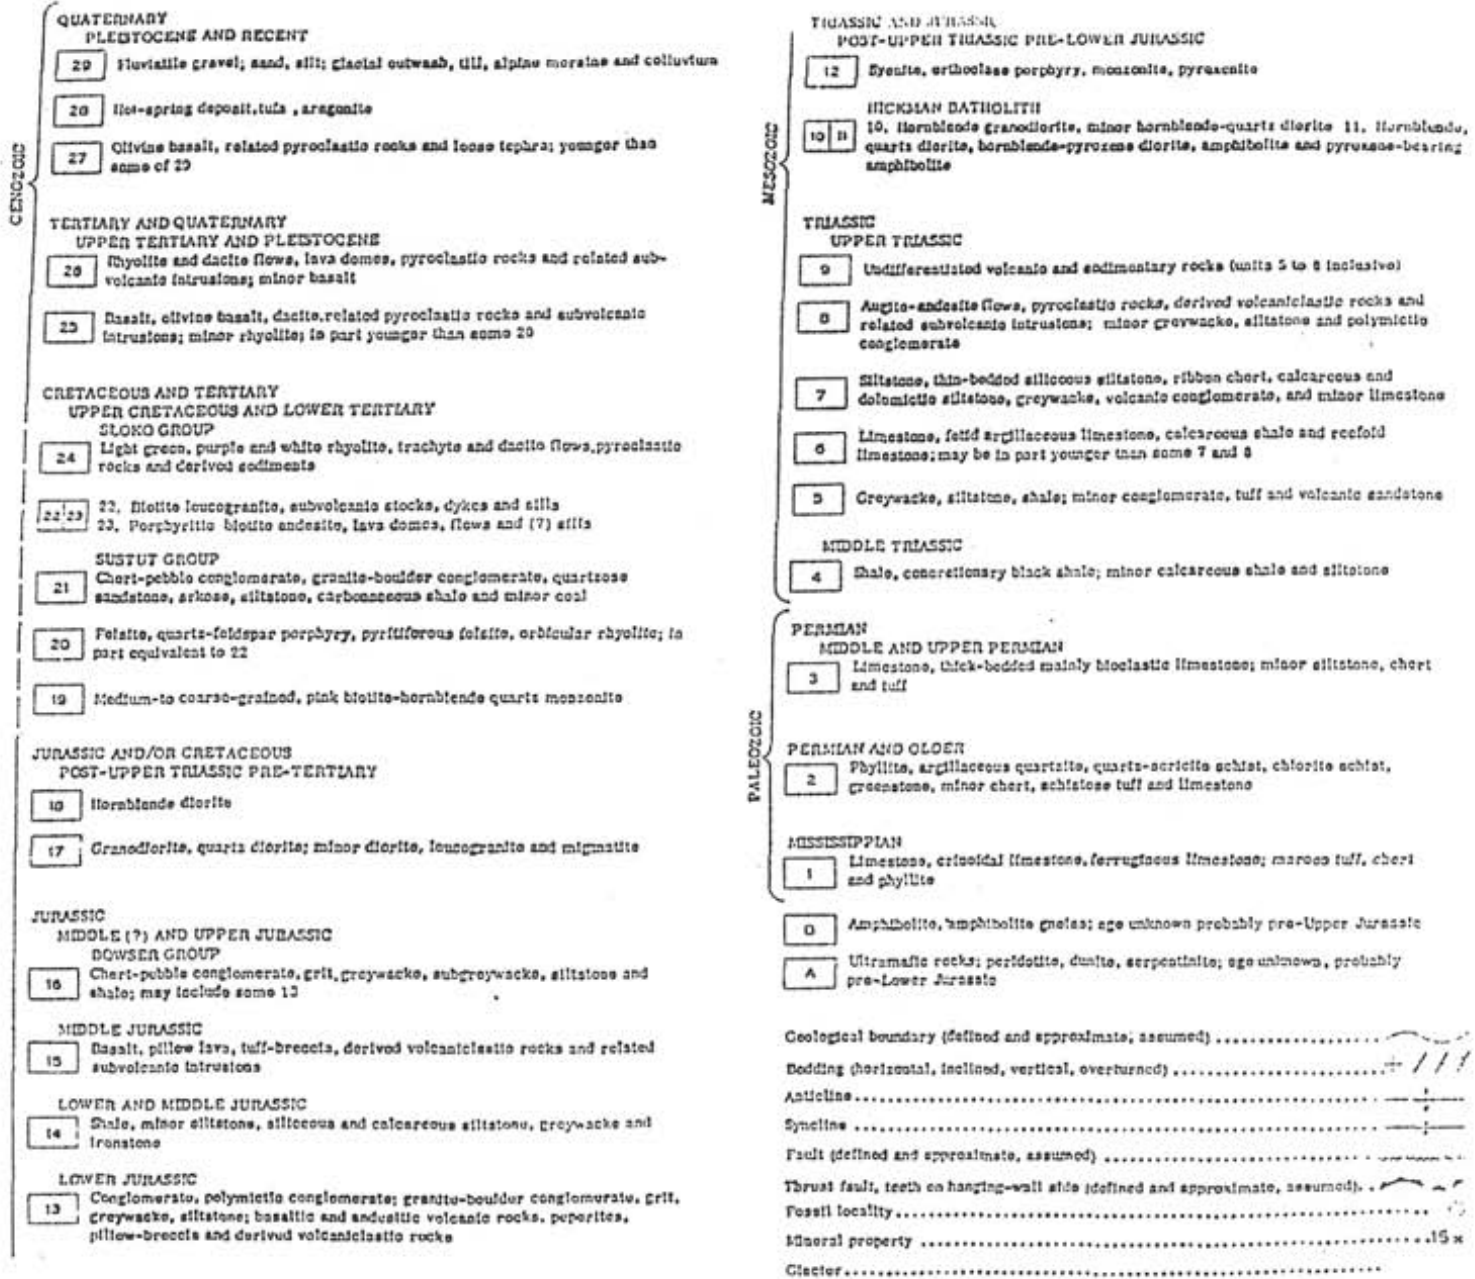 CENOZOIC
QUATERNARY
PLEISTOCENE AND RECENT
29 Fluviatile gravel; sand, silt; glacial outwash, till, alpine moraine and colluvium
28 Hot-spring deposit, tufa, aragonite
27 Olivine basalt, related pyroclastic rocks and loose tephra; younger than
some of 29
TERTIARY AND QUATERNARY
UPPER TERTIARY AND PLEISTOCENE
26 Rhyolite and dacite flows, lava domes, pyroclastic rocks and related sub-
volcanic intrusions; minor basalt
25 Basalt, olivine basalt, dacite, related pyroclastic rocks and subvolcanic
intrusions; minor rhyolite; in part younger than some 26
CRETACEOUS AND TERTIARY
UPPER CRETACEOUS AND LOWER TERTIARY
SLOKO GROUP
24 Light green, purple and white rhyolite, trachyte and dacite flows, pyroclastic
rocks and derived sediments
22 23 22. Biotite leucogranite, subvolcanic stocks, dykes and sills
23. Porphyritic biotite andesite, lava domes, flows and (?) sills
SUSTUT GROUP
21 Chert-pebble conglomerate, granite-boulder conglomerate, quartzose
sandstone, arkose, siltstone, carbonaceous shale and minor coal
20 Felsite, quartz-feldspar porphyry, pyritiferous felsite, orbicular rhyolite; in
part equivalent to 22
19 Medium-to coarse-grained, pink biotite-hornblende quartz monzonite
JURASSIC AND/OR CRETACEOUS
POST-UPPER TRIASSIC PRE-TERTIARY
18 Hornblende diorite
17 Granodiorite, quartz diorite; minor diorite, leucogranite and migmatite
JURASSIC
MIDDLE (?) AND UPPER JURASSIC
BOWSER GROUP
16 Chert-pebble conglomerate, grit, greywacke, subgreywacke, siltstone and
shale; may include some 13
MIDDLE JURASSIC
15 Basalt, pillow lava, tuff-breccia, derived volcaniclastic rocks and related
subvolcanic intrusions
LOWER AND MIDDLE JURASSIC
14 Shale, minor siltstone, siliceous and calcareous siltstone, greywacke and
ironstone
LOWER JURASSIC
13 Conglomerate, polymictic conglomerate; granite-boulder conglomerate, grit,
greywacke, siltstone; basaltic and andesitic volcanic rocks, peperites,
pillow-breccia and derived volcaniclastic rocks
MESOZOIC
TRIASSIC AND JURASSIC
POST-UPPER TRIASSIC PRE-LOWER JURASSIC
12 Syenite, orthoclase porphyry, monzonite, pyroxenite
HICKMAN BATHOLITH
10 11 10. Hornblende granodiorite, minor hornblende-quartz diorite 11. Hornblende,
quartz diorite, hornblende-pyroxene diorite, amphibolite and pyroxene-bearing
amphibolite
TRIASSIC
UPPER TRIASSIC
9 Undifferentiated volcanic and sedimentary rocks (units 5 to 8 inclusive)
8 Augite-andesite flows, pyroclastic rocks, derived volcaniclastic rocks and
related subvolcanic intrusions; minor greywacke, siltstone and polymictic
conglomerate
7 Siltstone, thin-bedded siliceous siltstone, ribbon chert, calcareous and
dolomitic siltstone, greywacke, volcanic conglomerate, and minor limestone
6 Limestone, fetid argillaceous limestone, calcareous shale and reefoid
limestone; may be in part younger than some 7 and 8
5 Greywacke, siltstone, shale; minor conglomerate, tuff and volcanic sandstone
MIDDLE TRIASSIC
4 Shale, concretionary black shale; minor calcareous shale and siltstone
PALEOZOIC
PERMIAN
MIDDLE AND UPPER PERMIAN
3 Limestone, thick-bedded mainly bioclastic limestone; minor siltstone, chert
and tuff
PERMIAN AND OLDER
2 Phyllite, argillaceous quartzite, quartz-sericite schist, chlorite schist,
greenstone, minor chert, schistose tuff and limestone
MISSISSIPPIAN
1 Limestone, crinoidal limestone, ferruginous limestone; maroon tuff, chert
and phyllite
B Amphibolite, amphibolite gneiss; age unknown probably pre-Upper Jurassic
A Ultramafic rocks; peridotite, dunite, serpentinite; age unknown, probably
pre-Lower Jurassic
Geological boundary (defined and approximate, assumed)
Bedding (horizontal, inclined, vertical, overturned)
Anticline
Syncline
Fault (defined and approximate, assumed)
Thrust fault, teeth on hanging-wall side (defined and approximate, assumed)
Fossil locality
Mineral property 15 x
Glacier